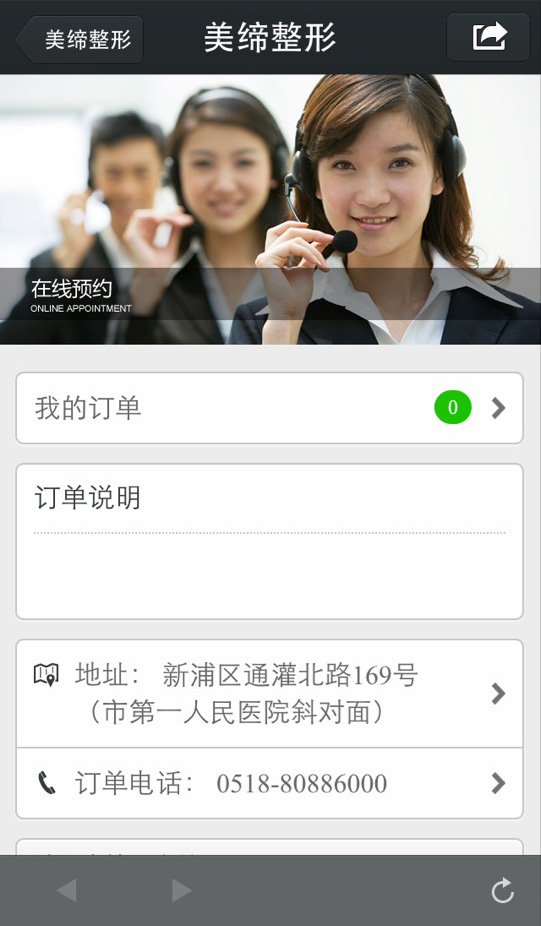 美缔整形
美缔整形
在线预约
ONLINE APPOINTMENT
我的订单
0
订单说明
地址： 新浦区通灌北路169号
（市第一人民医院斜对面）
订单电话： 0518-80886000